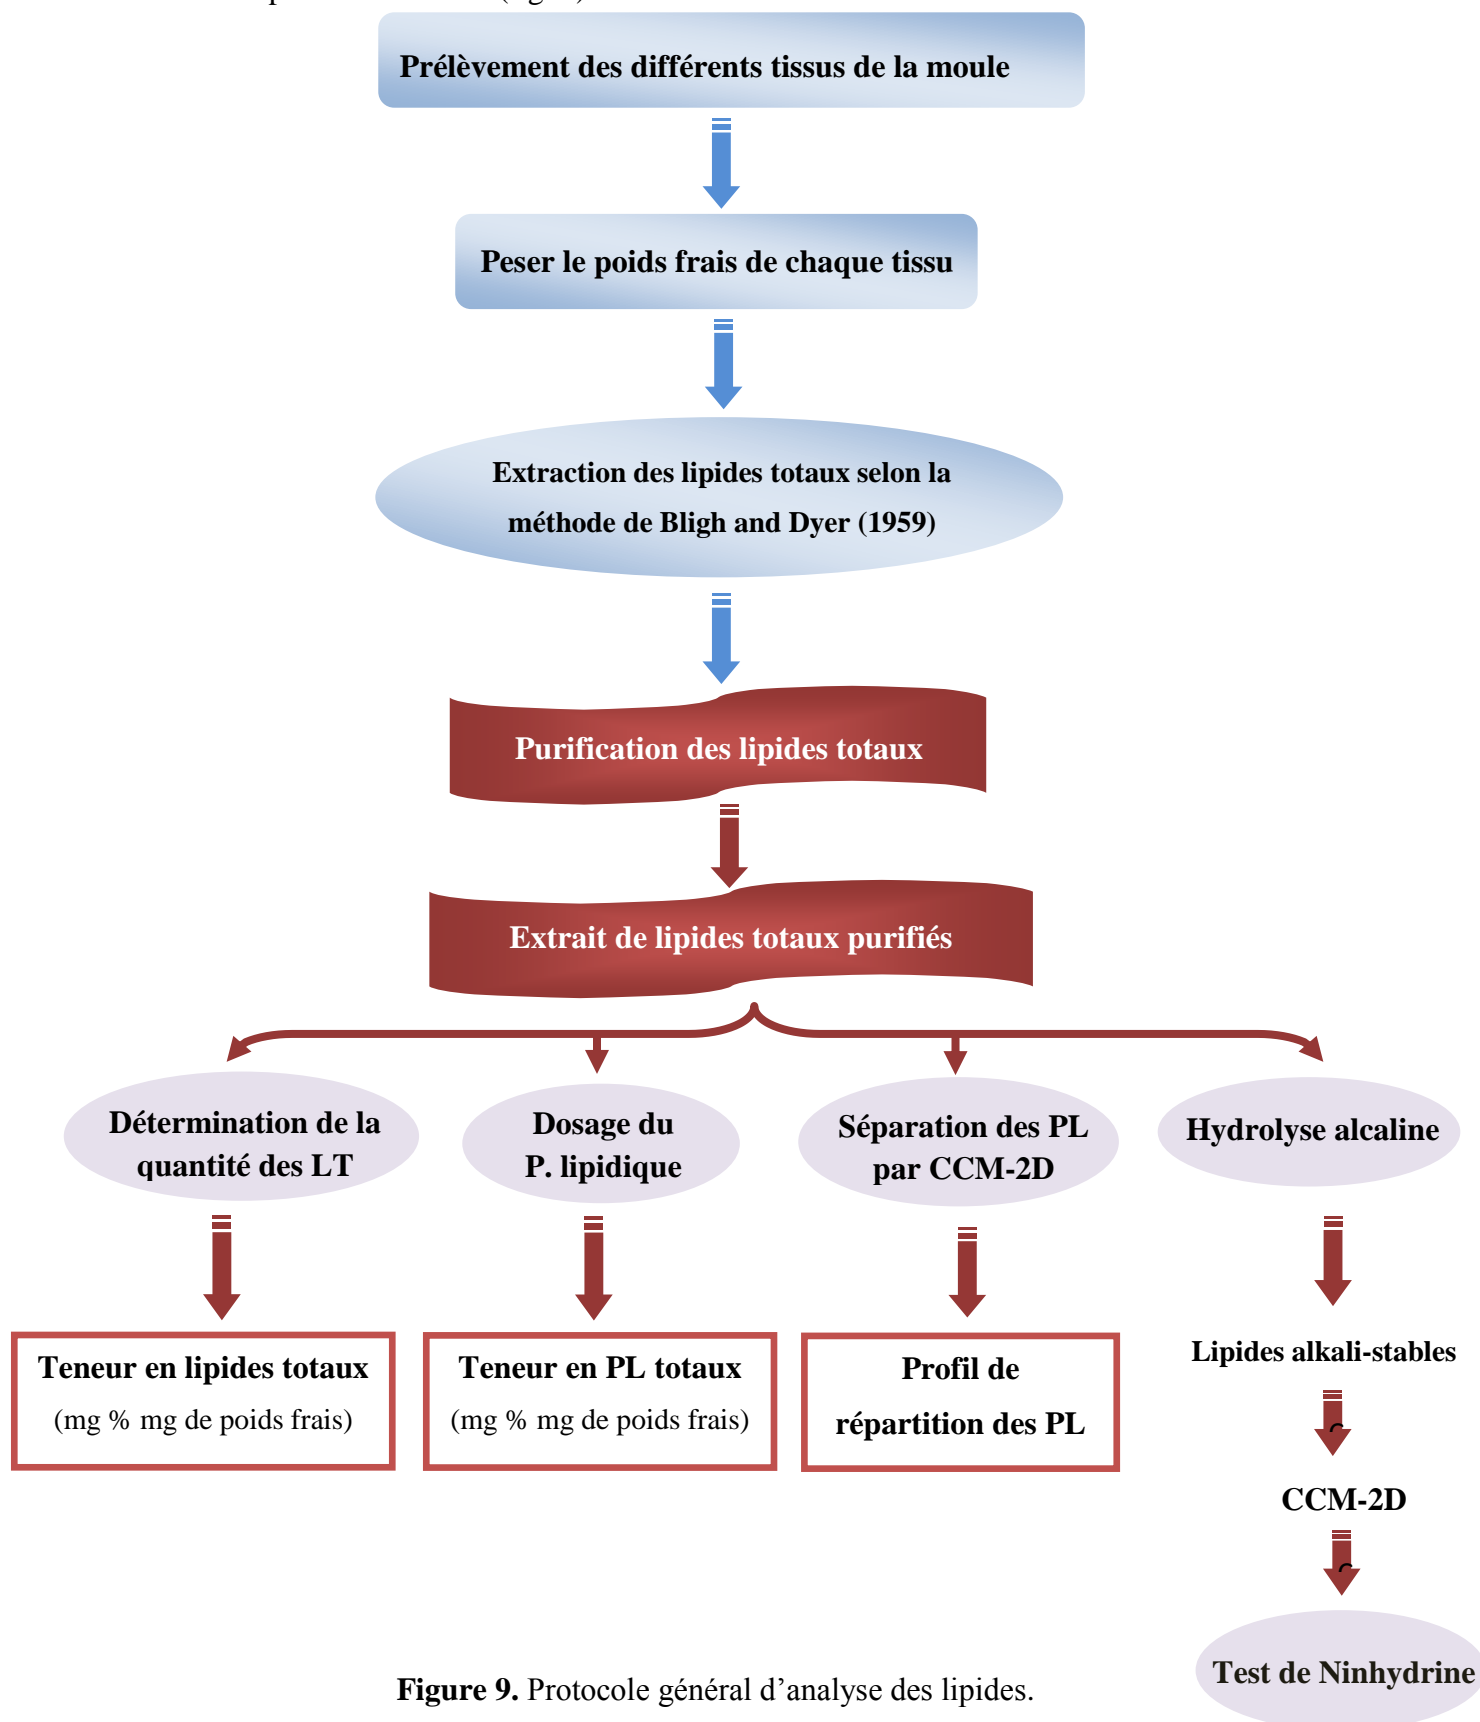 Prélèvement des différents tissus de la moule
Peser le poids frais de chaque tissu
Extraction des lipides totaux selon la
méthode de Bligh and Dyer (1959)
Purification des lipides totaux
Extrait de lipides totaux purifiés
Détermination de la
quantité des LT
Dosage du
P. lipidique
Séparation des PL
par CCM-2D
Hydrolyse alcaline
Teneur en lipides totaux
(mg % mg de poids frais)
Teneur en PL totaux
(mg % mg de poids frais)
Profil de
répartition des PL
Lipides alkali-stables
CCM-2D
Test de Ninhydrine
Figure 9. Protocole général d’analyse des lipides.